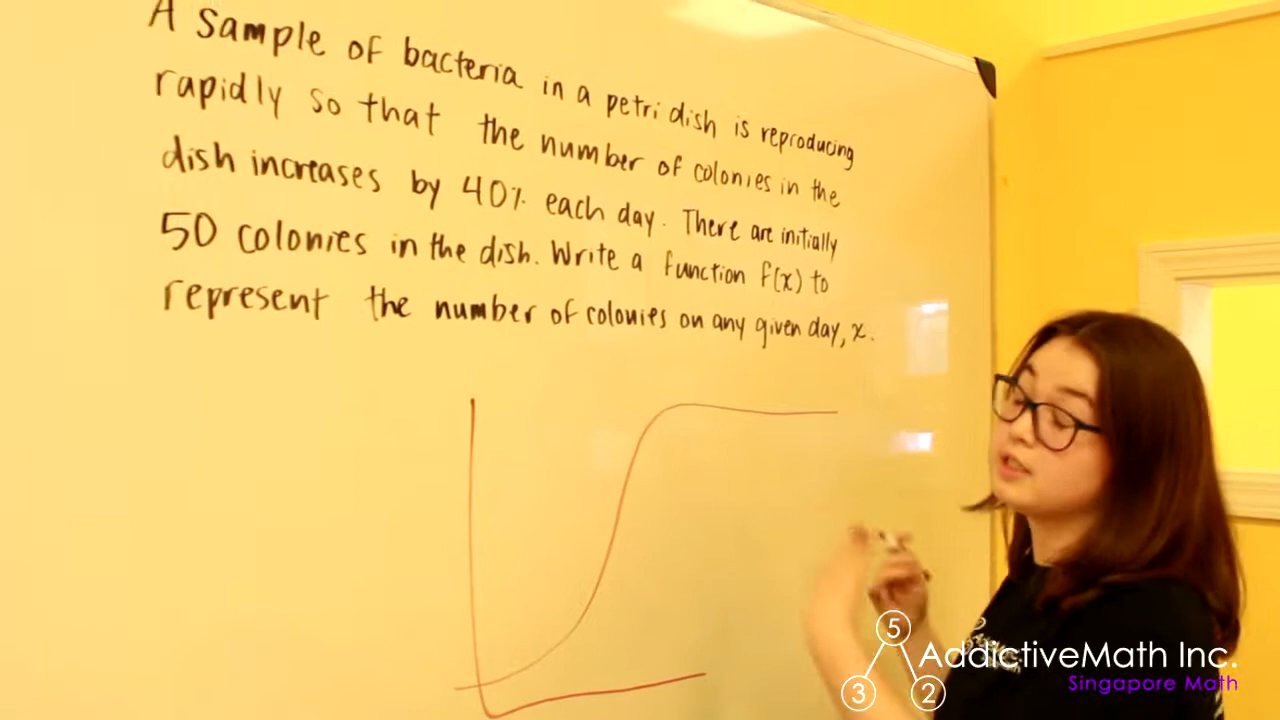 A sample of bacteria in a petri dish is reproducing
rapidly so that the number of colonies in the
dish increases by 40% each day. There are initially
50 colonies in the dish. Write a function f(x) to
represent the number of colonies on any given day, x.
5
3 2
AddictiveMath Inc.
Singapore Math